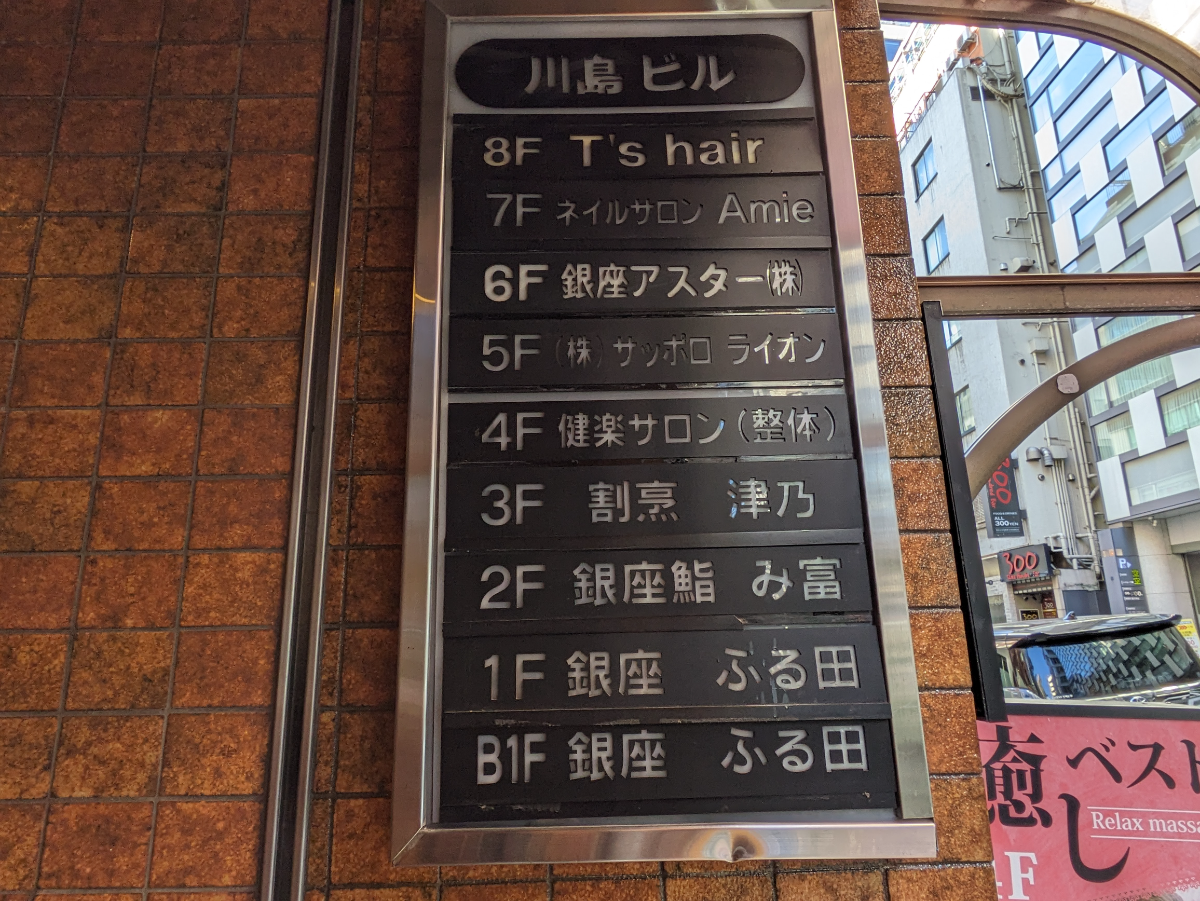 川島ビル
8F T's hair
7F ネイルサロン Amie
6F 銀座アスター㈱
5F (株)サッポロ ライオン
4F 健楽サロン(整体)
3F 割烹 津乃
2F 銀座鮨 み富
1F 銀座 ふる田
B1F 銀座 ふる田
ALL
300YEN
300
癒し
ベスト
Relax massa
4F